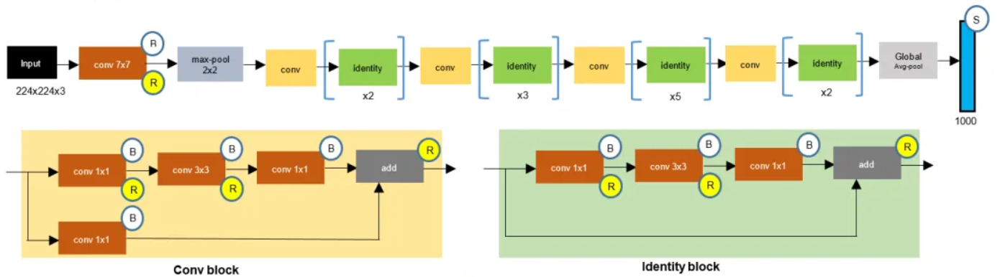 Input
224x224x3
conv 7x7
B
R
max-pool
2x2
conv
identity
x2
conv
identity
x3
conv
identity
x5
conv
identity
x2
Global
Avg-pool
S
1000
conv 1x1
B
R
conv 3x3
B
R
conv 1x1
B
add
R
conv 1x1
B
Conv block
conv 1x1
B
R
conv 3x3
B
R
conv 1x1
B
add
R
Identity block